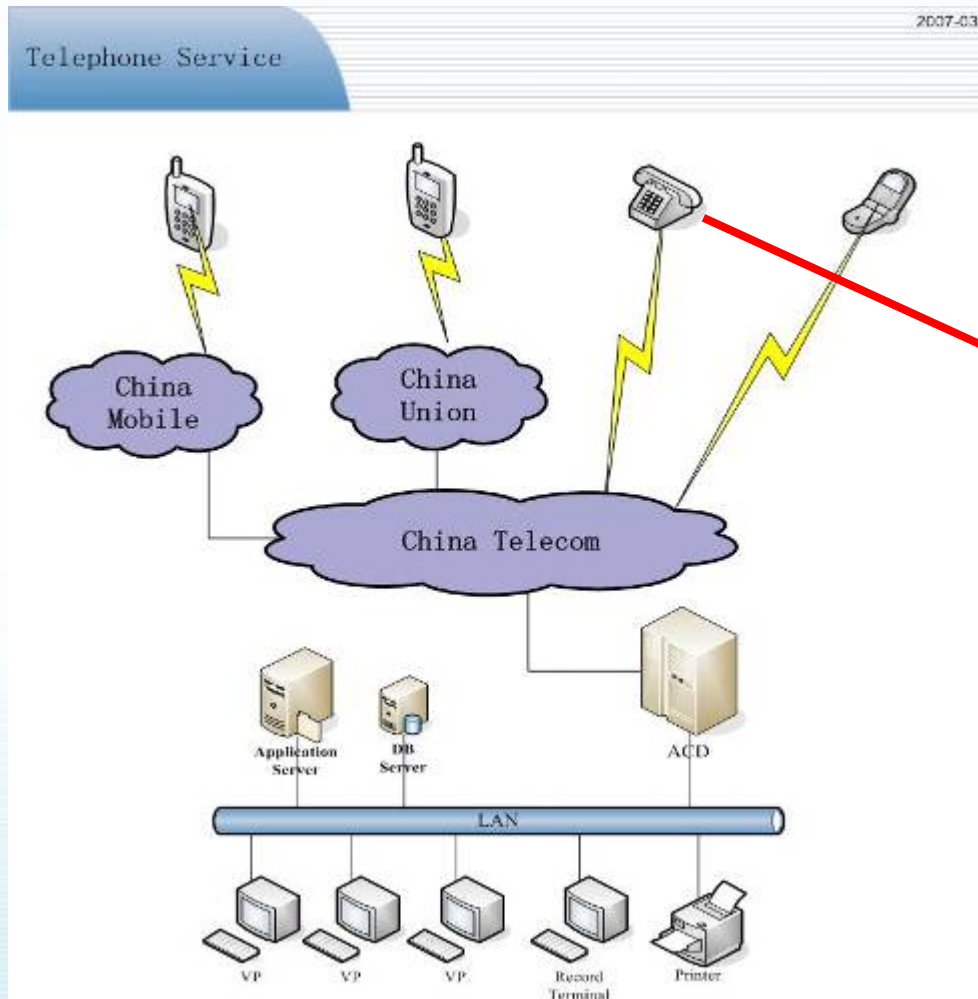 2007-03
Telephone Service
China
Mobile
China
Union
China Telecom
Application
Server
DB
Server
ACD
LAN
VP
VP
VP
Record
Terminal
Printer